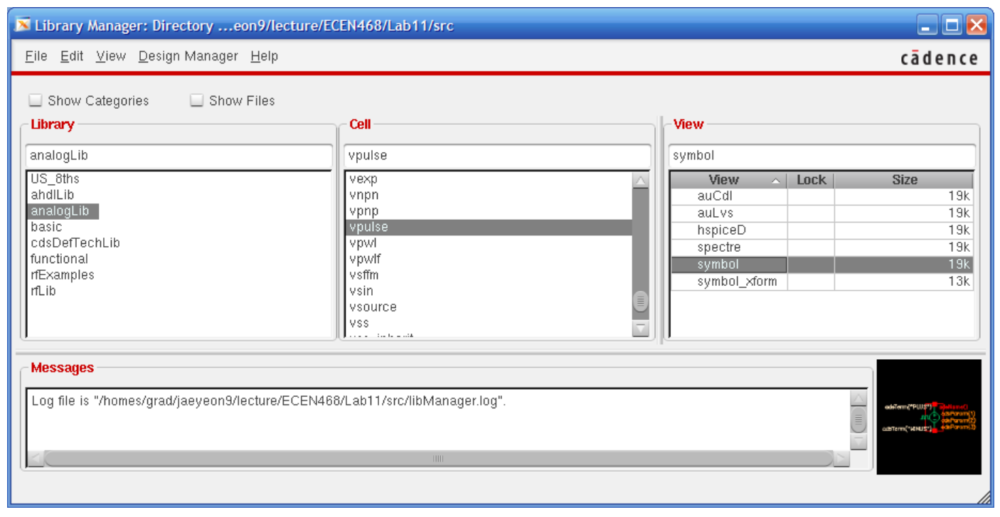 Library Manager: Directory ...eon9/lecture/ECEN468/Lab11/src
File Edit View Design Manager Help
cādence
Show Categories Show Files
Library
analogLib
US_8ths
ahdlLib
analogLib
basic
cdsDefTechLib
functional
rfExamples
rfLib
Cell
vpulse
vexp
vnpn
vpnp
vpulse
vpwl
vpwlf
vsffm
vsin
vsource
vss
View
symbol
View Lock Size
auCdl 19k
auLvs 19k
hspiceD 19k
spectre 19k
symbol 19k
symbol_xform 13k
Messages
Log file is "/homes/grad/jaeyeon9/lecture/ECEN468/Lab11/src/libManager.log".
cdsTerm("PLUS")
cdsParam(1)
cdsParam(2)
cdsTerm("MINUS") cdsParam(3)